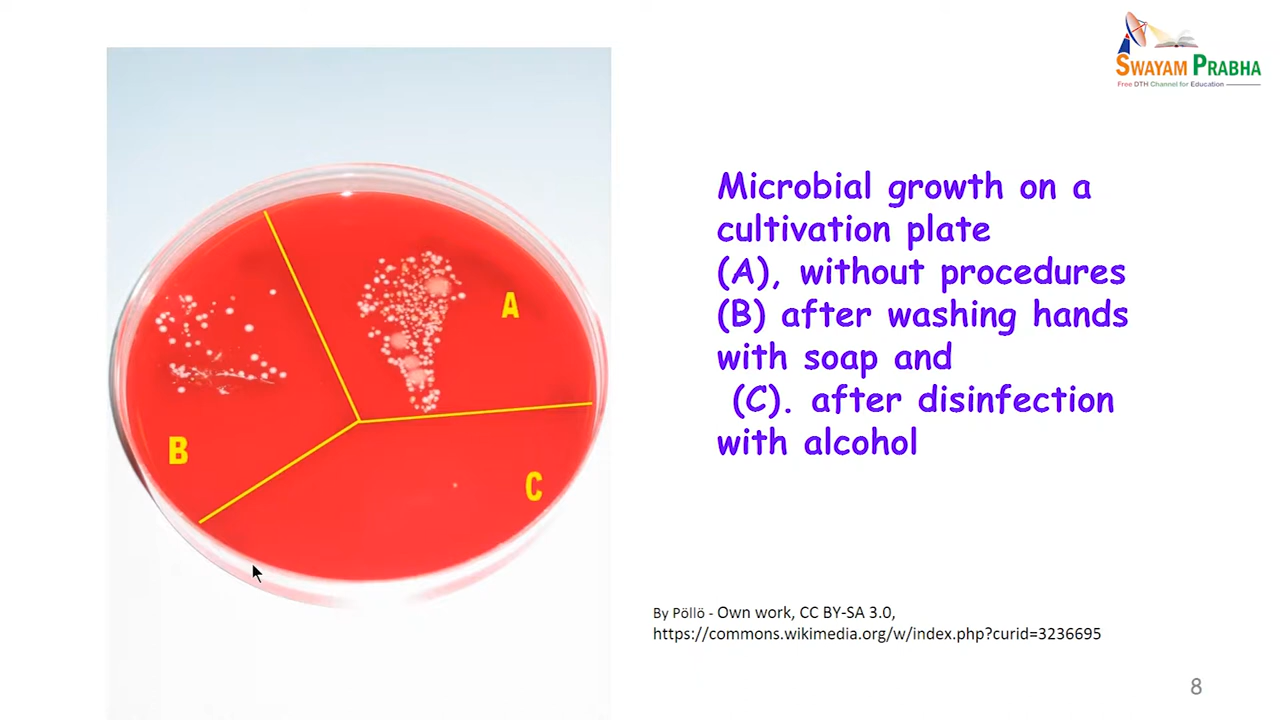 SWAYAM PRABHA
Free DTH Channel for Education
Microbial growth on a
cultivation plate
(A), without procedures
(B) after washing hands
with soap and
(C). after disinfection
with alcohol
A
B
C
By Pöllö - Own work, CC BY-SA 3.0,
https://commons.wikimedia.org/w/index.php?curid=3236695
8